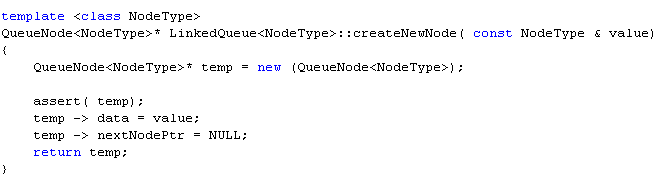 template <class NodeType>
QueueNode<NodeType>* LinkedQueue<NodeType>::createNewNode( const NodeType & value)
{
    QueueNode<NodeType>* temp = new (QueueNode<NodeType>);

    assert( temp);
    temp -> data = value;
    temp -> nextNodePtr = NULL;
    return temp;
}